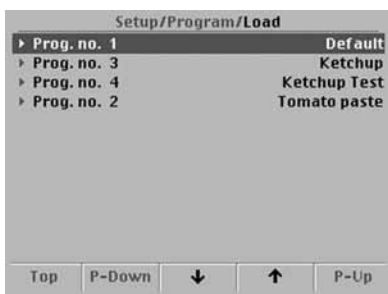 Setup/Program/Load
Prog. no. 1 Default
Prog. no. 3 Ketchup
Prog. no. 4 Ketchup Test
Prog. no. 2 Tomato paste
Top P-Down ↓ ↑ P-Up